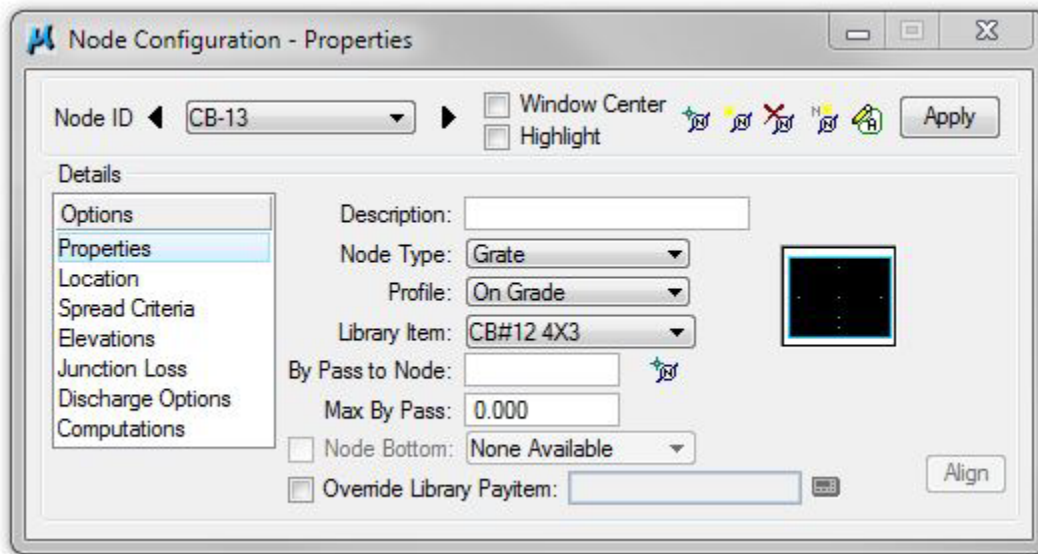 Node Configuration - Properties
Node ID CB-13 Window Center Apply
Highlight
Details
Options
Properties
Location
Spread Criteria
Elevations
Junction Loss
Discharge Options
Computations
Description:
Node Type: Grate
Profile: On Grade
Library Item: CB#12 4X3
By Pass to Node:
Max By Pass: 0.000
Node Bottom: None Available
Override Library Payitem:
Align